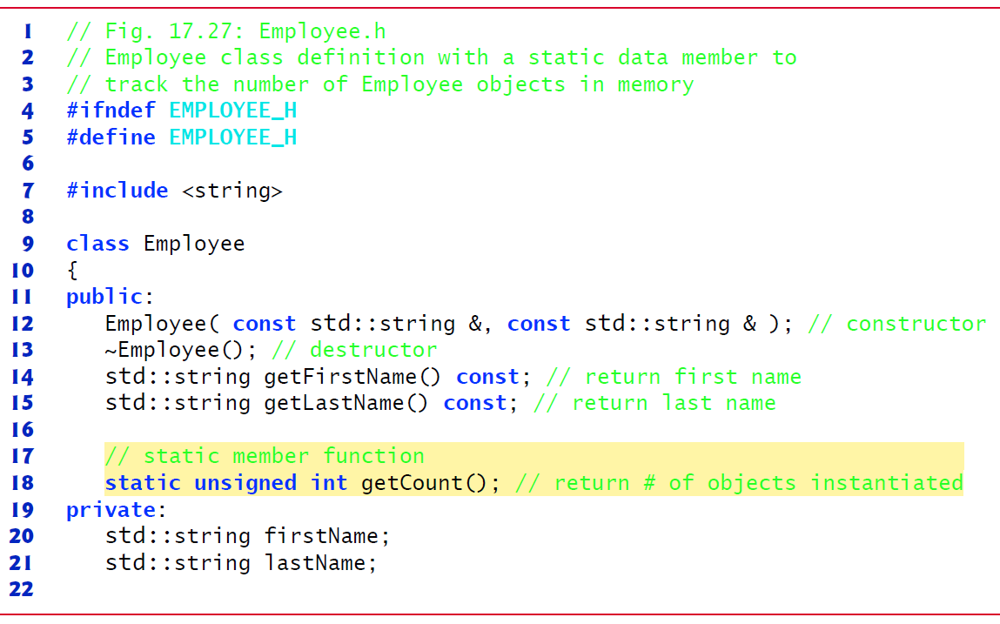 1 // Fig. 17.27: Employee.h
2 // Employee class definition with a static data member to
3 // track the number of Employee objects in memory
4 #ifndef EMPLOYEE_H
5 #define EMPLOYEE_H
6
7 #include <string>
8
9 class Employee
10 {
11 public:
12 Employee( const std::string &, const std::string & ); // constructor
13 ~Employee(); // destructor
14 std::string getFirstName() const; // return first name
15 std::string getLastName() const; // return last name
16
17 // static member function
18 static unsigned int getCount(); // return # of objects instantiated
19 private:
20 std::string firstName;
21 std::string lastName;
22